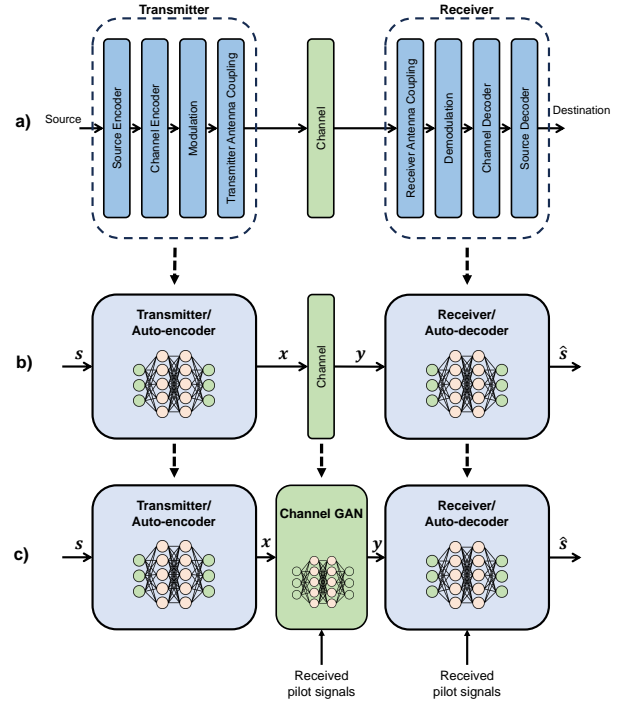 Transmitter
Receiver
a)
Source
Source Encoder
Channel Encoder
Modulation
Transmitter Antenna Coupling
Channel
Receiver Antenna Coupling
Demodulation
Channel Decoder
Source Decoder
Destination
b)
s
Transmitter/
Auto-encoder
x
Channel
y
Receiver/
Auto-decoder
ŝ
c)
s
Transmitter/
Auto-encoder
x
Channel GAN
y
Receiver/
Auto-decoder
ŝ
Received
pilot signals
Received
pilot signals